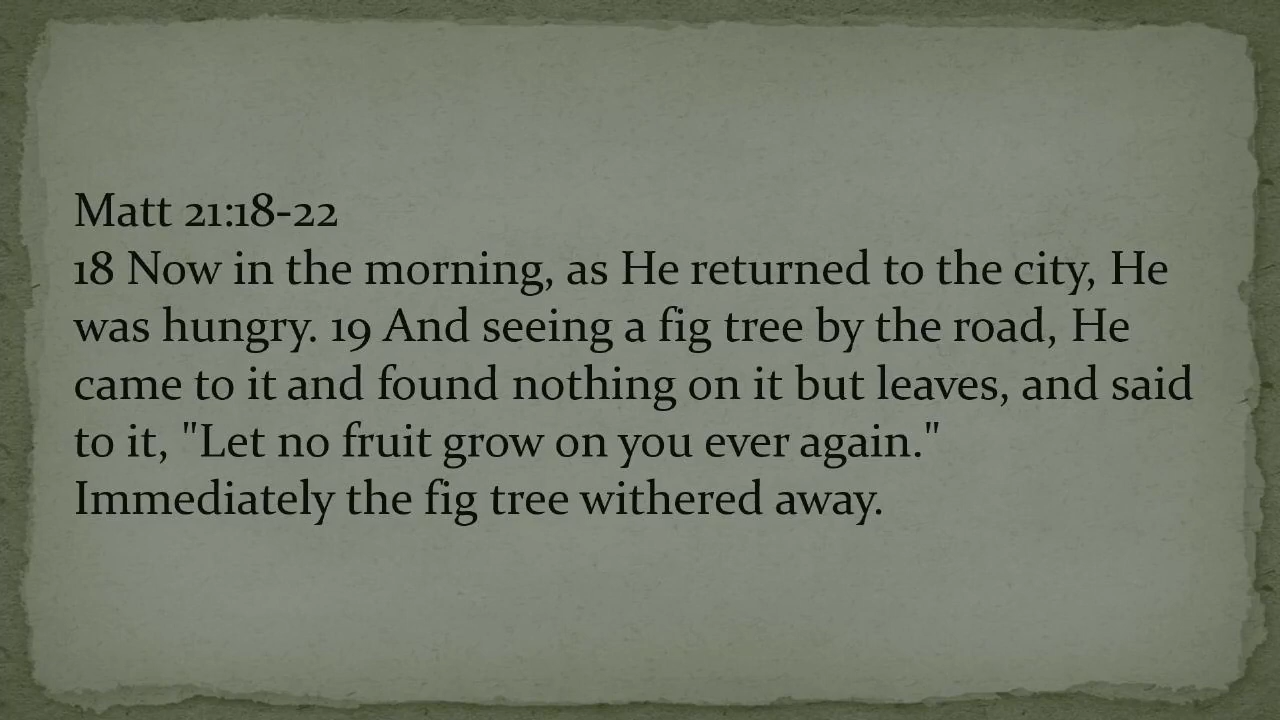 Matt 21:18-22
18 Now in the morning, as He returned to the city, He
was hungry. 19 And seeing a fig tree by the road, He
came to it and found nothing on it but leaves, and said
to it, "Let no fruit grow on you ever again."
Immediately the fig tree withered away.